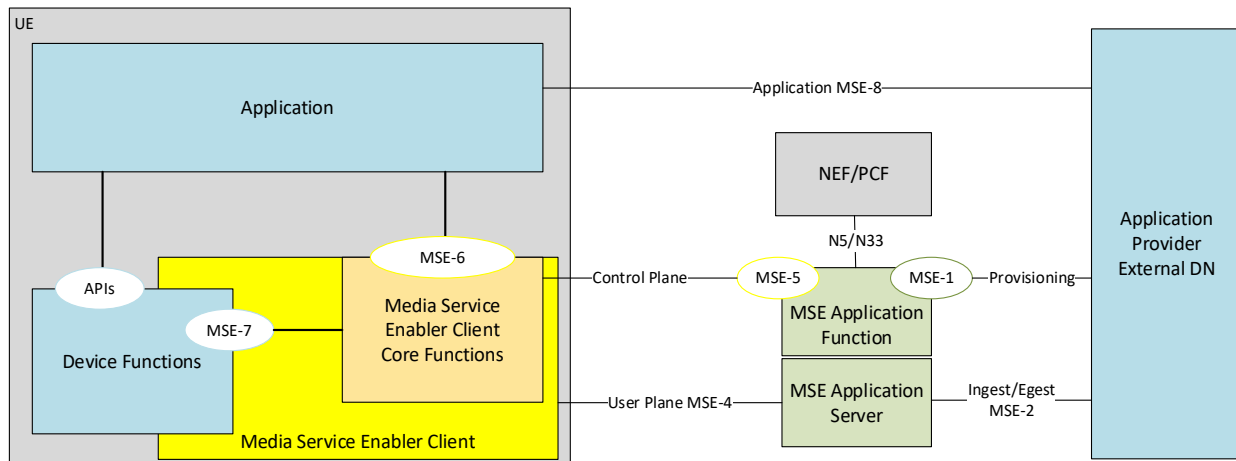 UE
Application
Application MSE-8
NEF/PCF
N5/N33
Application
Provider
External DN
MSE-6
APIs
MSE-7
Device Functions
Media Service
Enabler Client
Core Functions
Media Service Enabler Client
Control Plane
MSE-5
MSE-1
Provisioning
MSE Application
Function
User Plane MSE-4
MSE Application
Server
Ingest/Egest
MSE-2